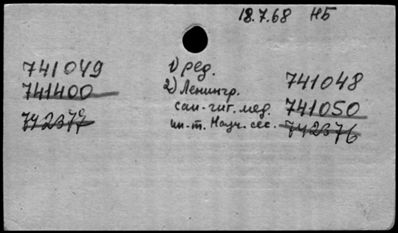 18.7.68 НБ
741049 1) ред.
741400 2) Ленингр. 741048
сан-гиг. мед. 741050
742377 ин-т. Науч. сес. 742376